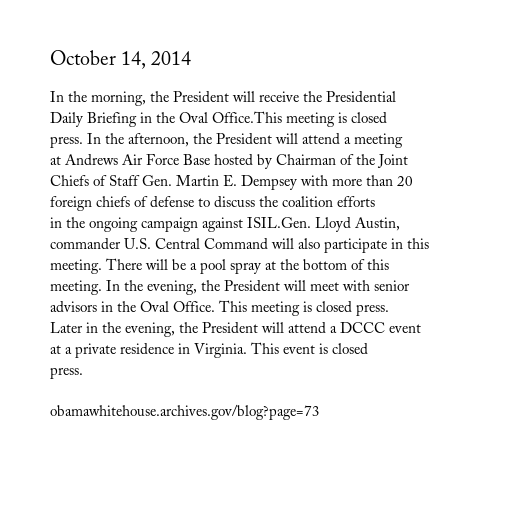 October 14, 2014
In the morning, the President will receive the Presidential
Daily Briefing in the Oval Office.This meeting is closed
press. In the afternoon, the President will attend a meeting
at Andrews Air Force Base hosted by Chairman of the Joint
Chiefs of Staff Gen. Martin E. Dempsey with more than 20
foreign chiefs of defense to discuss the coalition efforts
in the ongoing campaign against ISIL.Gen. Lloyd Austin,
commander U.S. Central Command will also participate in this
meeting. There will be a pool spray at the bottom of this
meeting. In the evening, the President will meet with senior
advisors in the Oval Office. This meeting is closed press.
Later in the evening, the President will attend a DCCC event
at a private residence in Virginia. This event is closed
press.
obamawhitehouse.archives.gov/blog?page=73